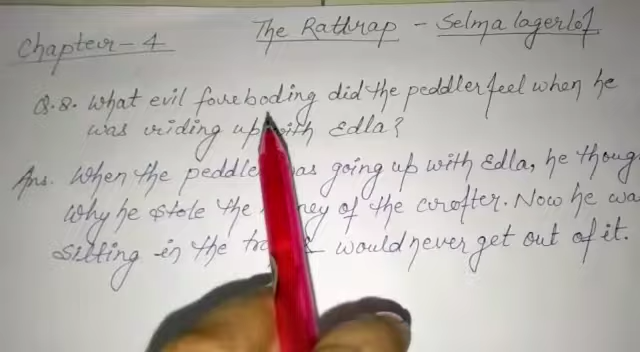 Chapter-4 The Rattrap - Selma lagerlof
Q.8. What evil foreboding did the peddler feel when he
was riding up with Edla?
Ans. When the peddle as going up with Edla, he thoug
why he stole the ney of the crofter. Now he wa
sitting in the tra would never get out of it.